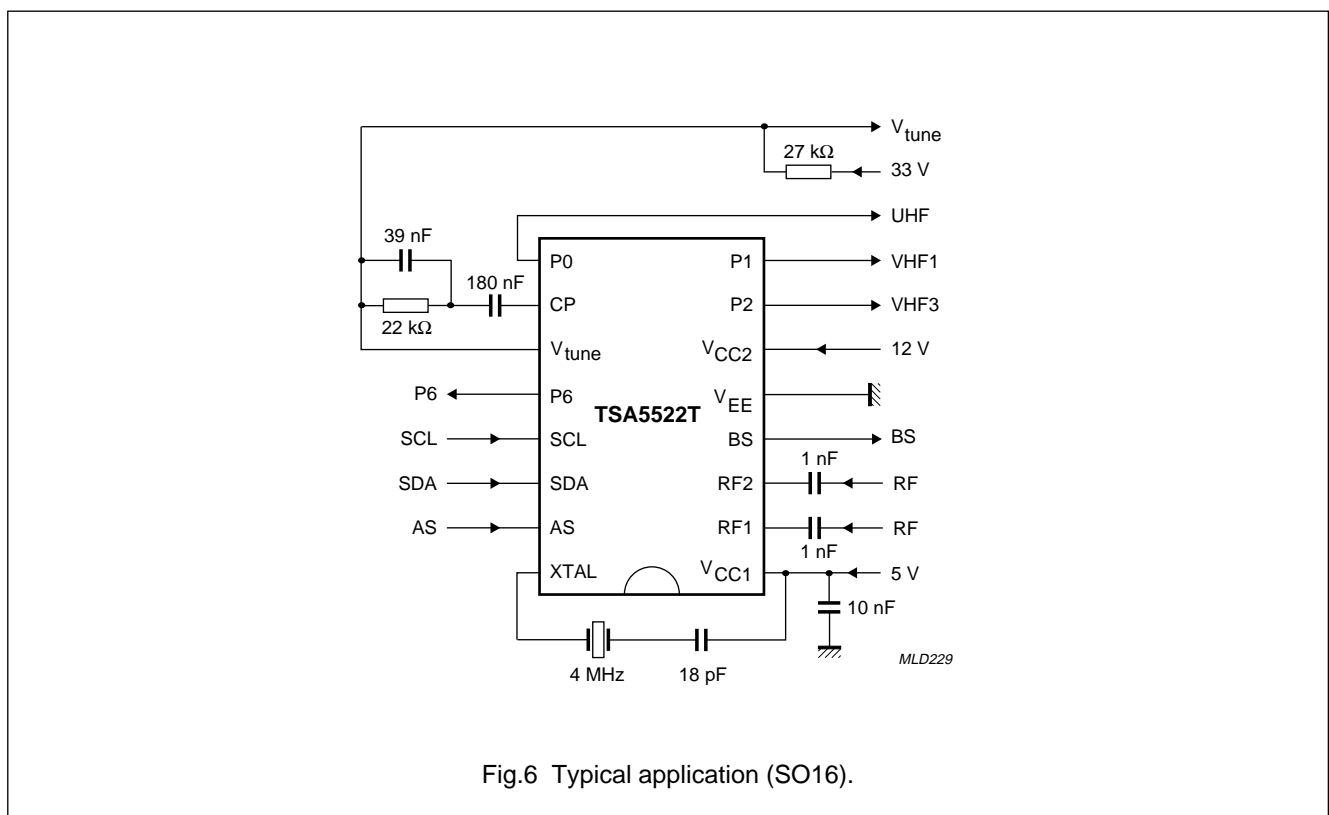 V_tune
27 kΩ
33 V
UHF
39 nF
P0
P1
VHF1
180 nF
CP
P2
VHF3
22 kΩ
V_tune
V_CC2
12 V
P6
P6
V_EE
TSA5522T
SCL
SCL
BS
BS
1 nF
SDA
SDA
RF2
RF
AS
AS
RF1
RF
1 nF
XTAL
V_CC1
5 V
10 nF
4 MHz
18 pF
MLD229
Fig.6 Typical application (SO16).